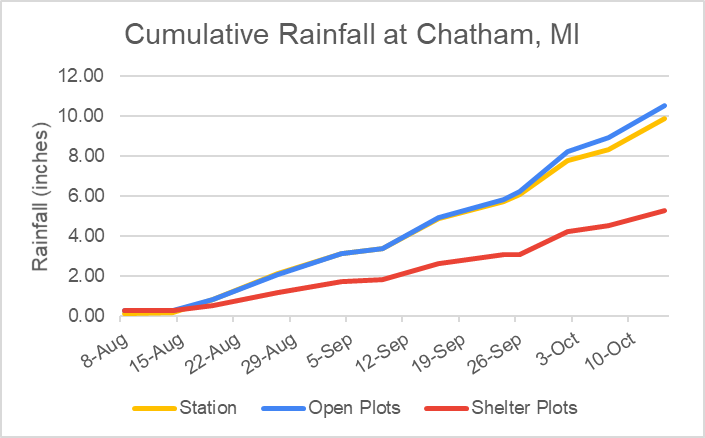 Cumulative Rainfall at Chatham, MI
12.00
10.00
8.00
6.00
4.00
2.00
0.00
Rainfall (inches)
8-Aug 15-Aug 22-Aug 29-Aug 5-Sep 12-Sep 19-Sep 26-Sep 3-Oct 10-Oct
Station Open Plots Shelter Plots